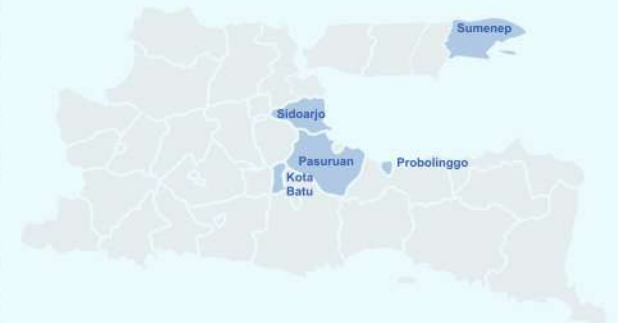 Sumenep
Sidoarjo
Pasuruan
Probolinggo
Kota
Batu